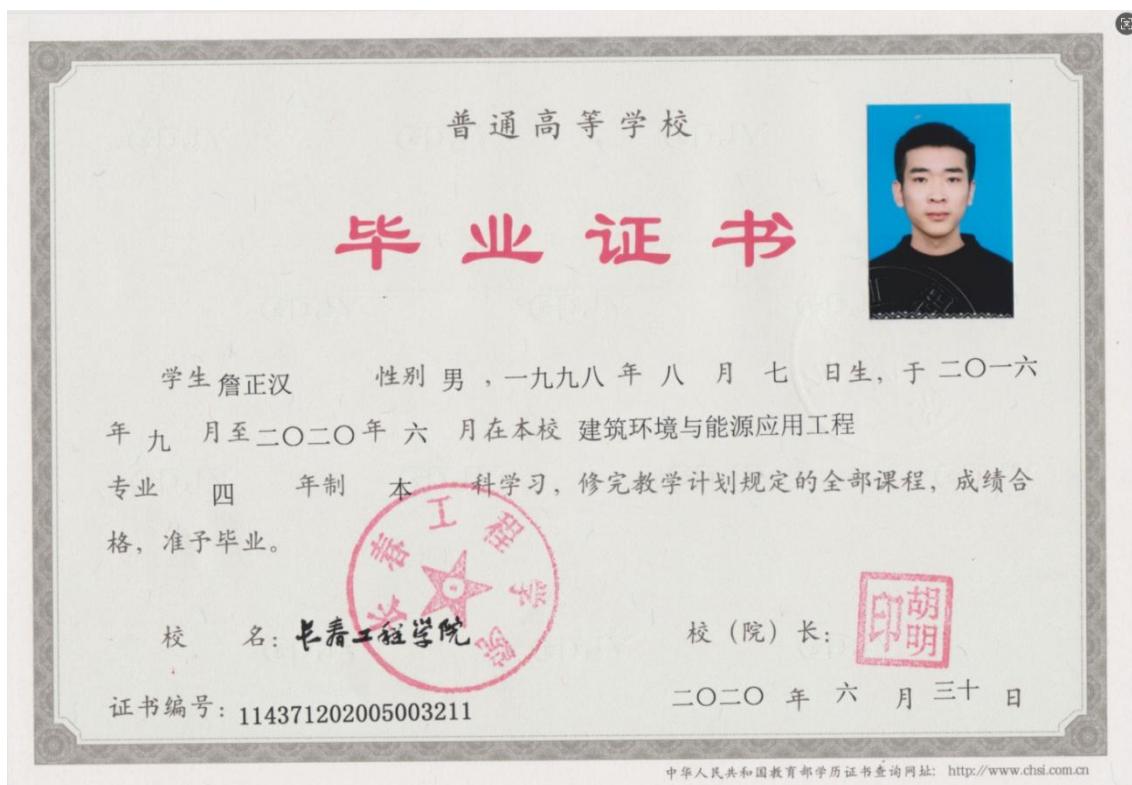 普通高等学校
毕业证书
学生 詹正汉 性别 男 ,一九九八 年 八 月 七 日生, 于 二〇一六
年 九 月至 二〇二〇 年 六 月在本校 建筑环境与能源应用工程
专业 四 年制 本 科学习, 修完教学计划规定的全部课程, 成绩合
格, 准予毕业。
长春工程学院
胡明印
校 名: 长春工程学院 校（院）长:
证书编号: 114371202005003211 二〇二〇 年 六 月 三十 日
中华人民共和国教育部学历证书查询网址: http://www.chsi.com.cn